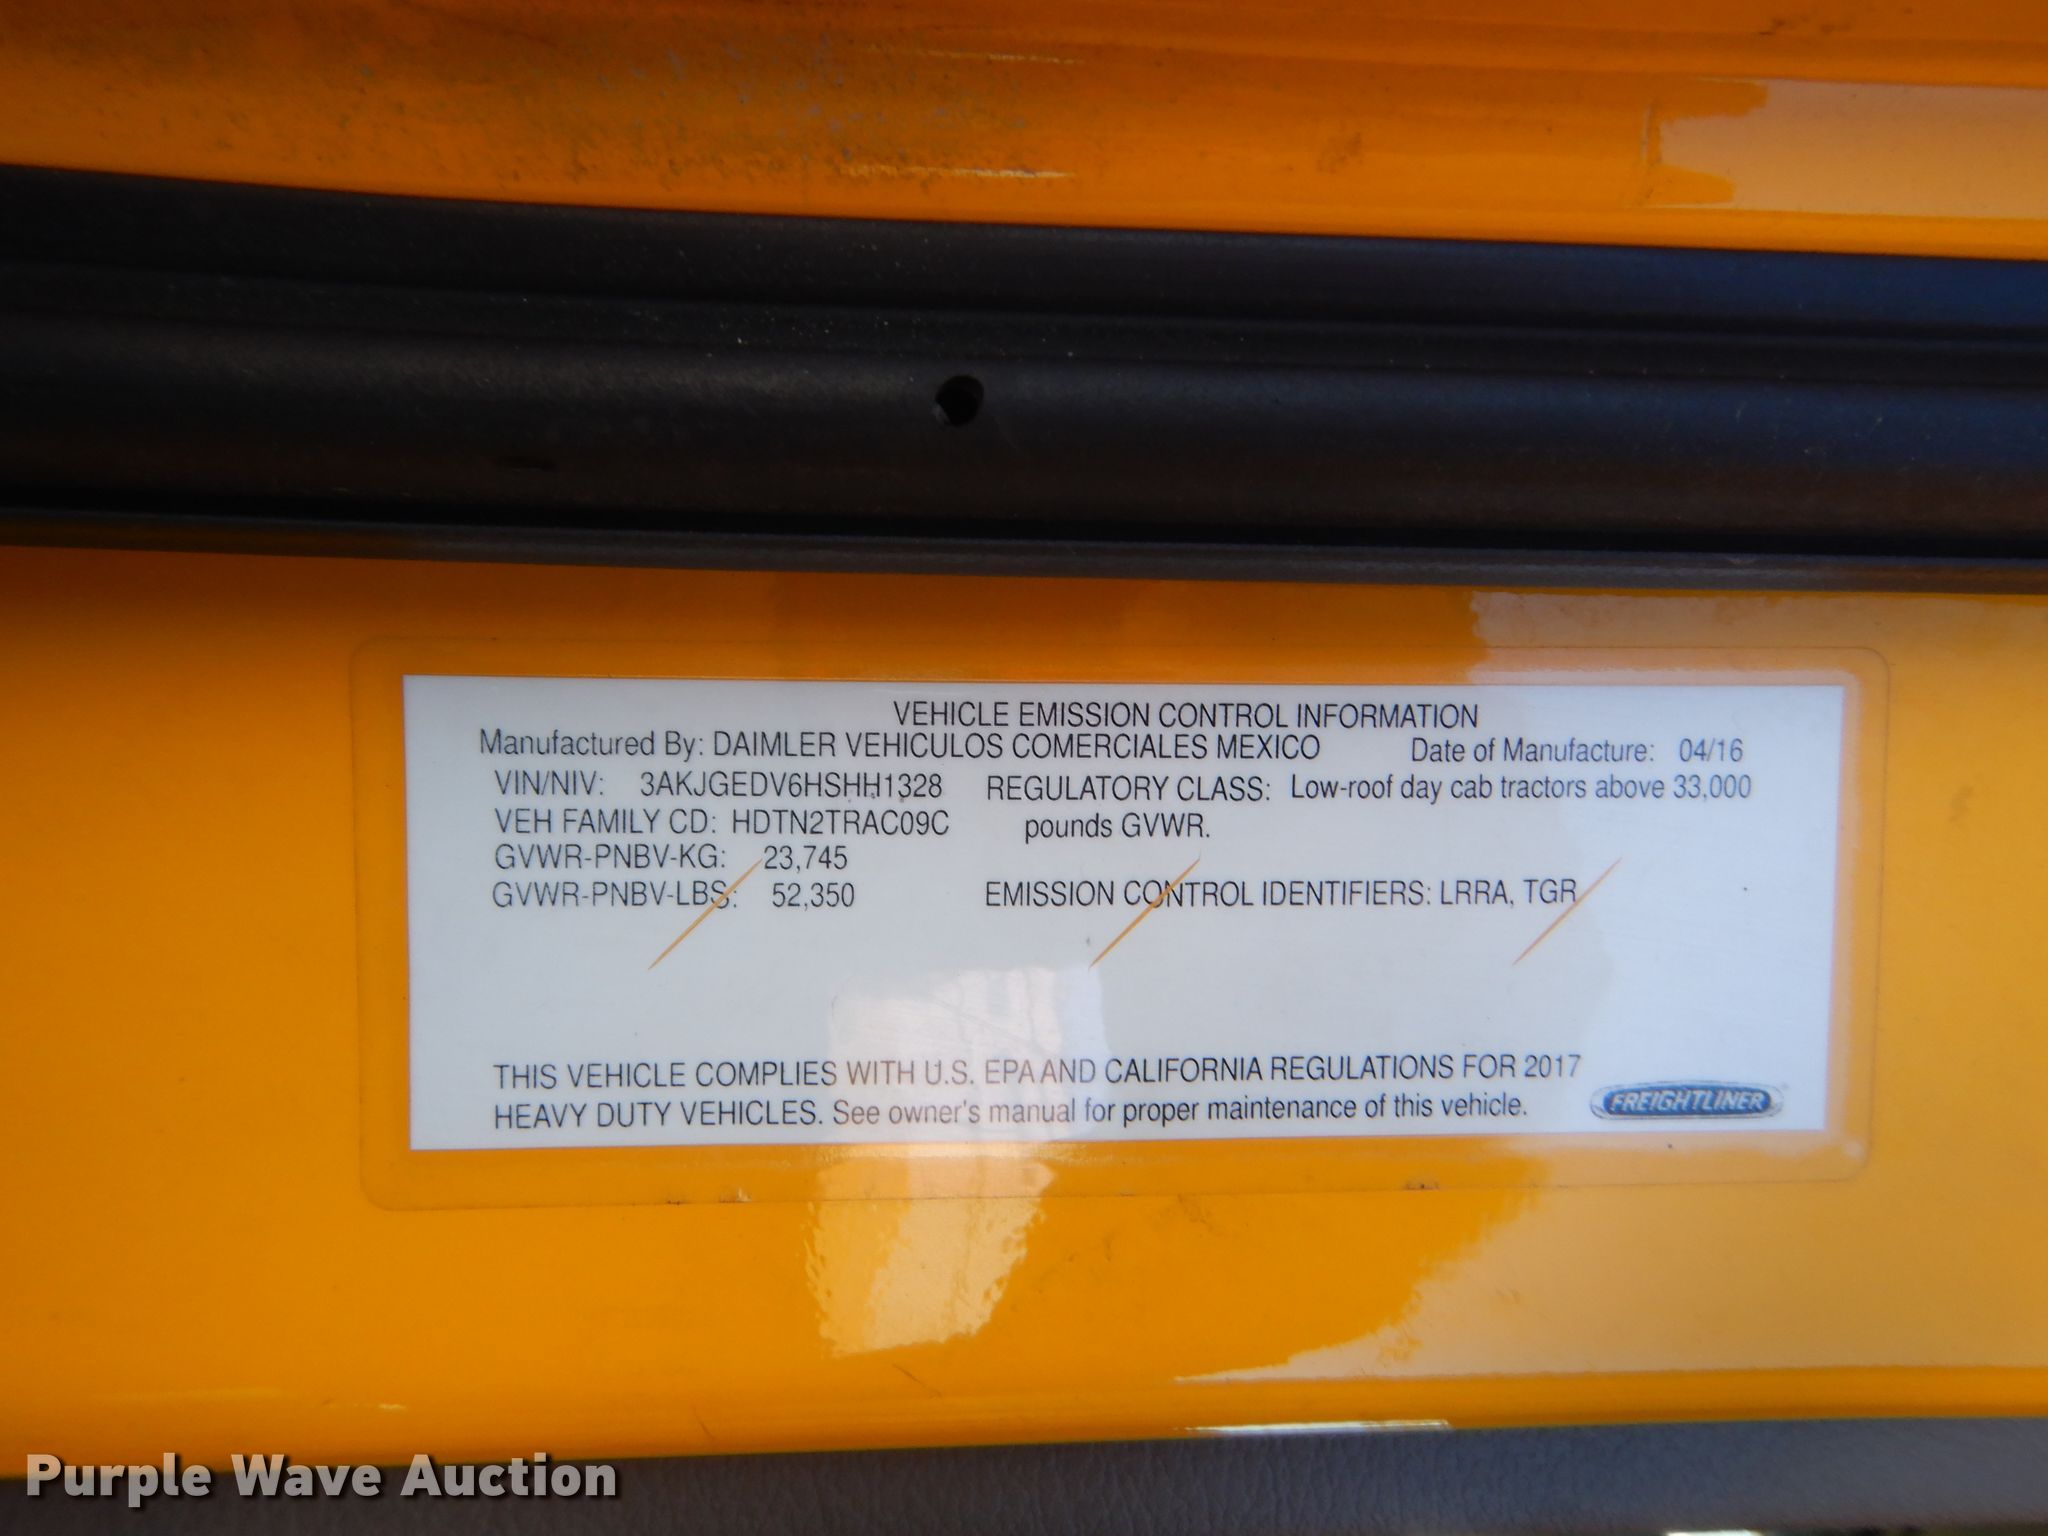 VEHICLE EMISSION CONTROL INFORMATION
Manufactured By: DAIMLER VEHICULOS COMERCIALES MEXICO Date of Manufacture: 04/16
VIN/NIV: 3AKJGEDV6HSHH1328 REGULATORY CLASS: Low-roof day cab tractors above 33,000
VEH FAMILY CD: HDTN2TRAC09C pounds GVWR.
GVWR-PNBV-KG: 23,745
GVWR-PNBV-LBS: 52,350 EMISSION CONTROL IDENTIFIERS: LRRA, TGR
THIS VEHICLE COMPLIES WITH U.S. EPA AND CALIFORNIA REGULATIONS FOR 2017
HEAVY DUTY VEHICLES. See owner's manual for proper maintenance of this vehicle.
FREIGHTLINER
Purple Wave Auction